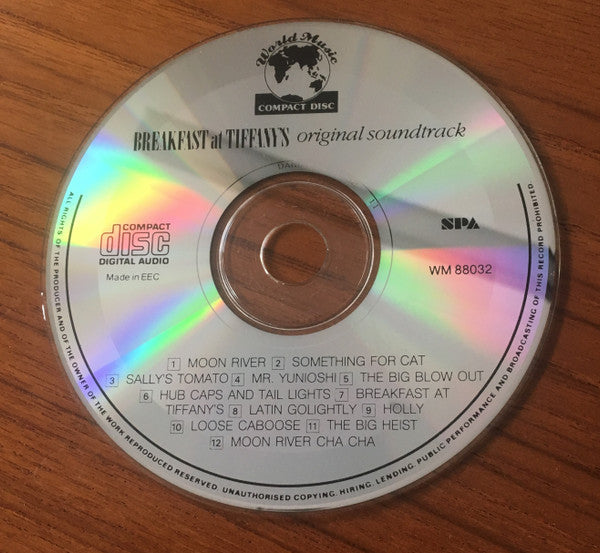 World Music
COMPACT DISC
BREAKFAST at TIFFANY'S original soundtrack
COMPACT
disc
DIGITAL AUDIO
Made in EEC
SPA
WM 88032
1 MOON RIVER 2 SOMETHING FOR CAT
3 SALLY'S TOMATO 4 MR. YUNIOSHI 5 THE BIG BLOW OUT
6 HUB CAPS AND TAIL LIGHTS 7 BREAKFAST AT
TIFFANY'S 8 LATIN GOLIGHTLY 9 HOLLY
10 LOOSE CABOOSE 11 THE BIG HEIST
12 MOON RIVER CHA CHA
ALL RIGHTS OF THE PRODUCER AND OF THE OWNER OF THE WORK REPRODUCED RESERVED. UNAUTHORISED COPYING, HIRING, LENDING, PUBLIC PERFORMANCE AND BROADCASTING OF THIS RECORD PROHIBITED.